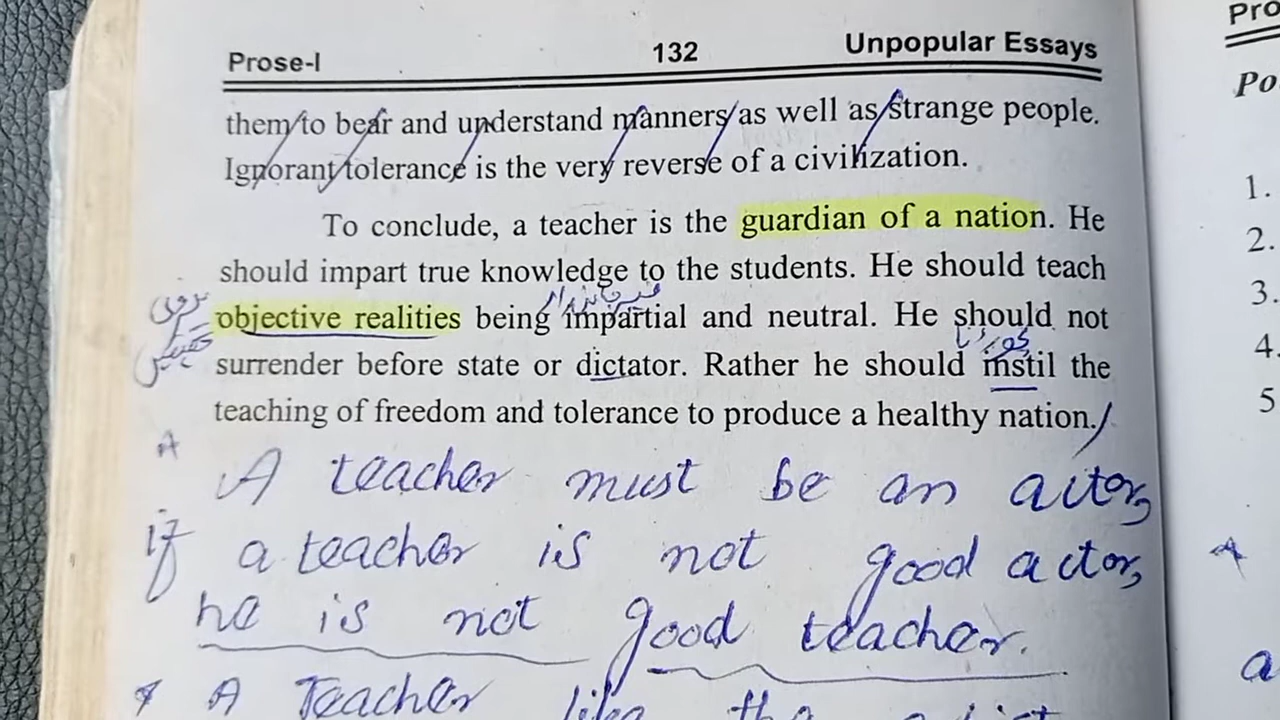 Prose-I 132 Unpopular Essays
them to bear and understand manners as well as strange people.
Ignorant tolerance is the very reverse of a civilization.
To conclude, a teacher is the guardian of a nation. He
should impart true knowledge to the students. He should teach
غیر جانبدار
objective realities being impartial and neutral. He should not
surrender before state or dictator. Rather he should instil the
teaching of freedom and tolerance to produce a healthy nation.
A teacher must be an actor,
if a teacher is not good actor,
he is not good teacher.
A Teacher like the
Pro
Po
1.
2.
3.
4.
5
a